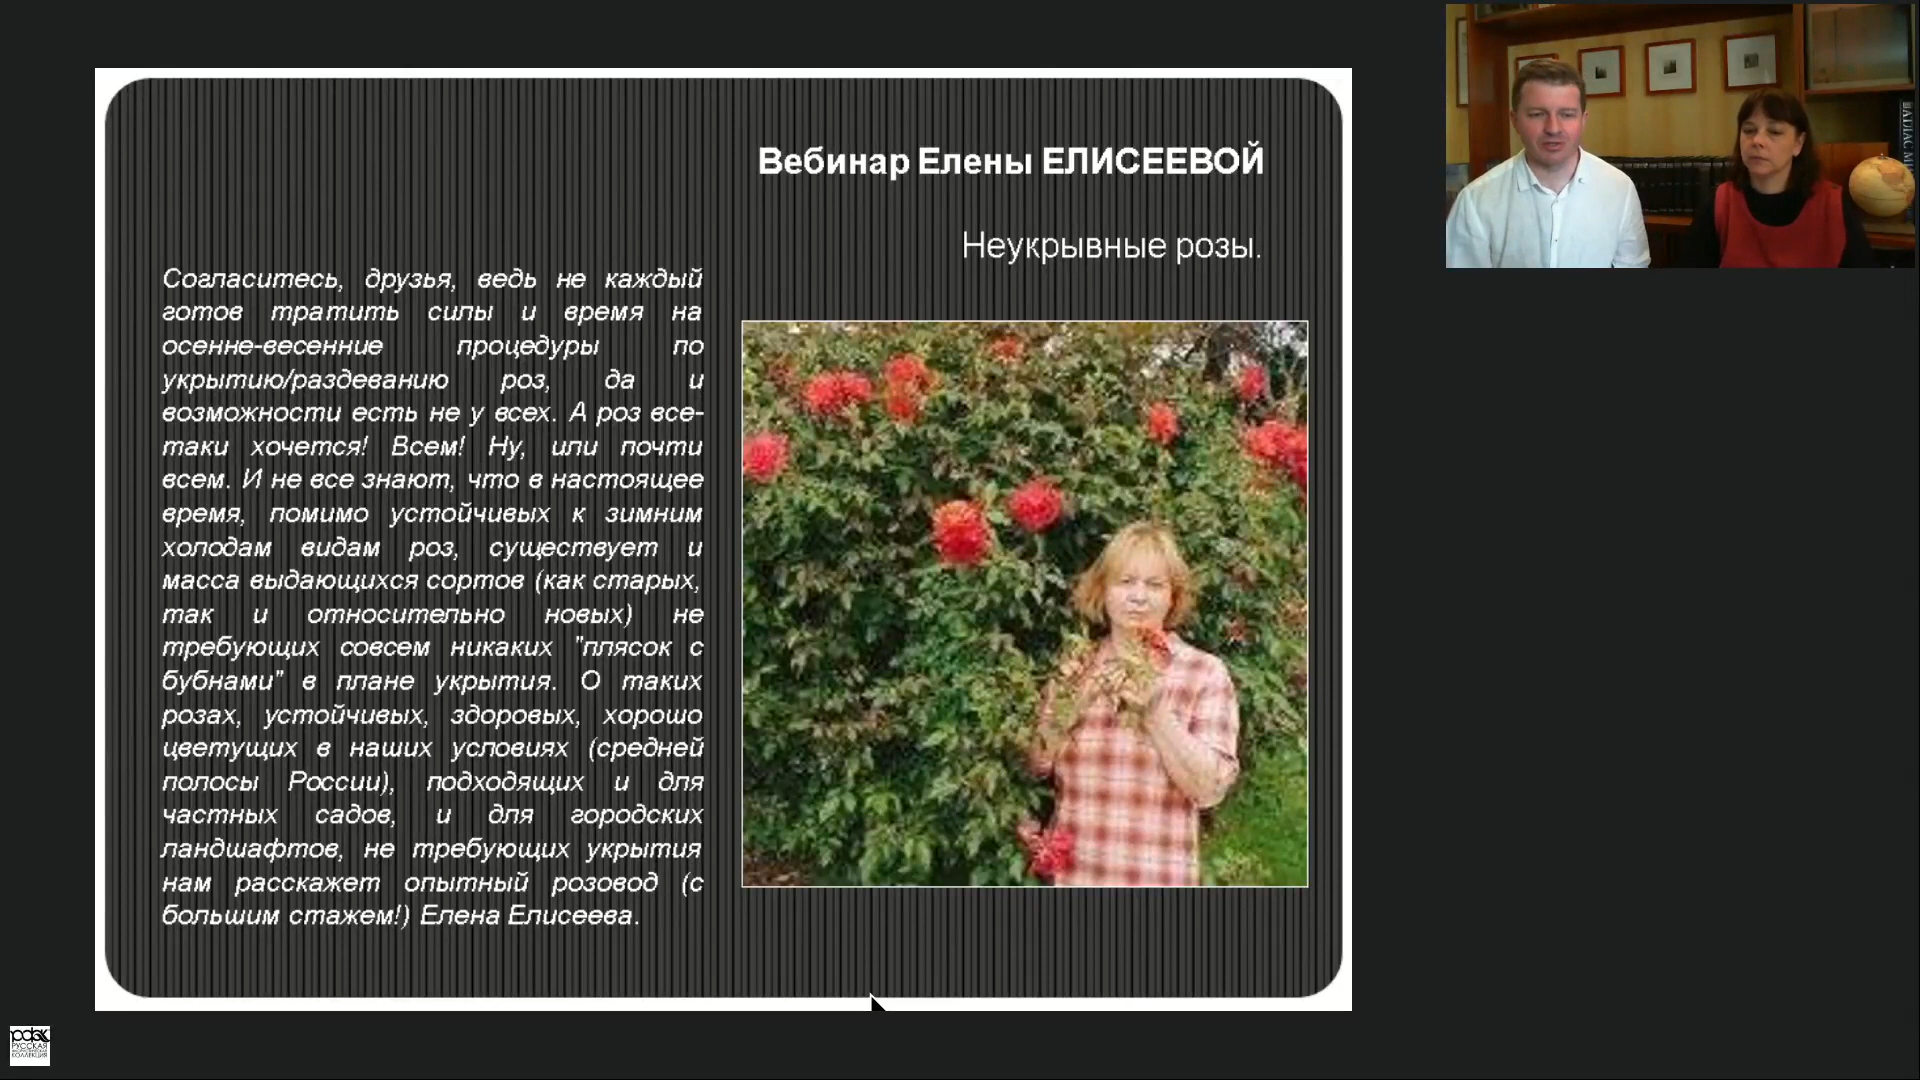 Вебинар Елены ЕЛИСЕЕВОЙ
Неукрывные розы.
Согласитесь, друзья, ведь не каждый
готов тратить силы и время на
осенне-весенние процедуры по
укрытию/раздеванию роз, да и
возможности есть не у всех. А роз все-
таки хочется! Всем! Ну, или почти
всем. И не все знают, что в настоящее
время, помимо устойчивых к зимним
холодам видам роз, существует и
масса выдающихся сортов (как старых,
так и относительно новых) не
требующих совсем никаких "плясок с
бубнами" в плане укрытия. О таких
розах, устойчивых, здоровых, хорошо
цветущих в наших условиях (средней
полосы России), подходящих и для
частных садов, и для городских
ландшафтов, не требующих укрытия
нам расскажет опытный розовод (с
большим стажем!) Елена Елисеева.
РУССКАЯ
КОЛЛЕКЦИЯ